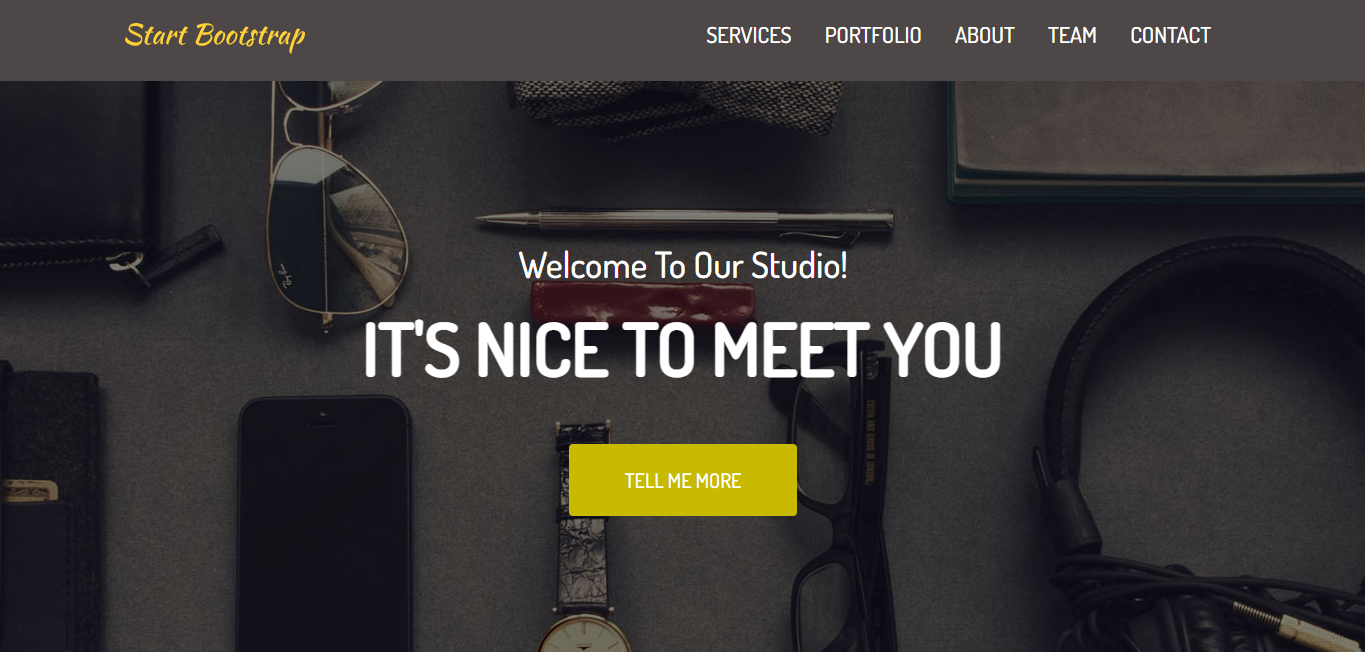 Start Bootstrap
SERVICES PORTFOLIO ABOUT TEAM CONTACT
Welcome To Our Studio!
IT'S NICE TO MEET YOU
TELL ME MORE